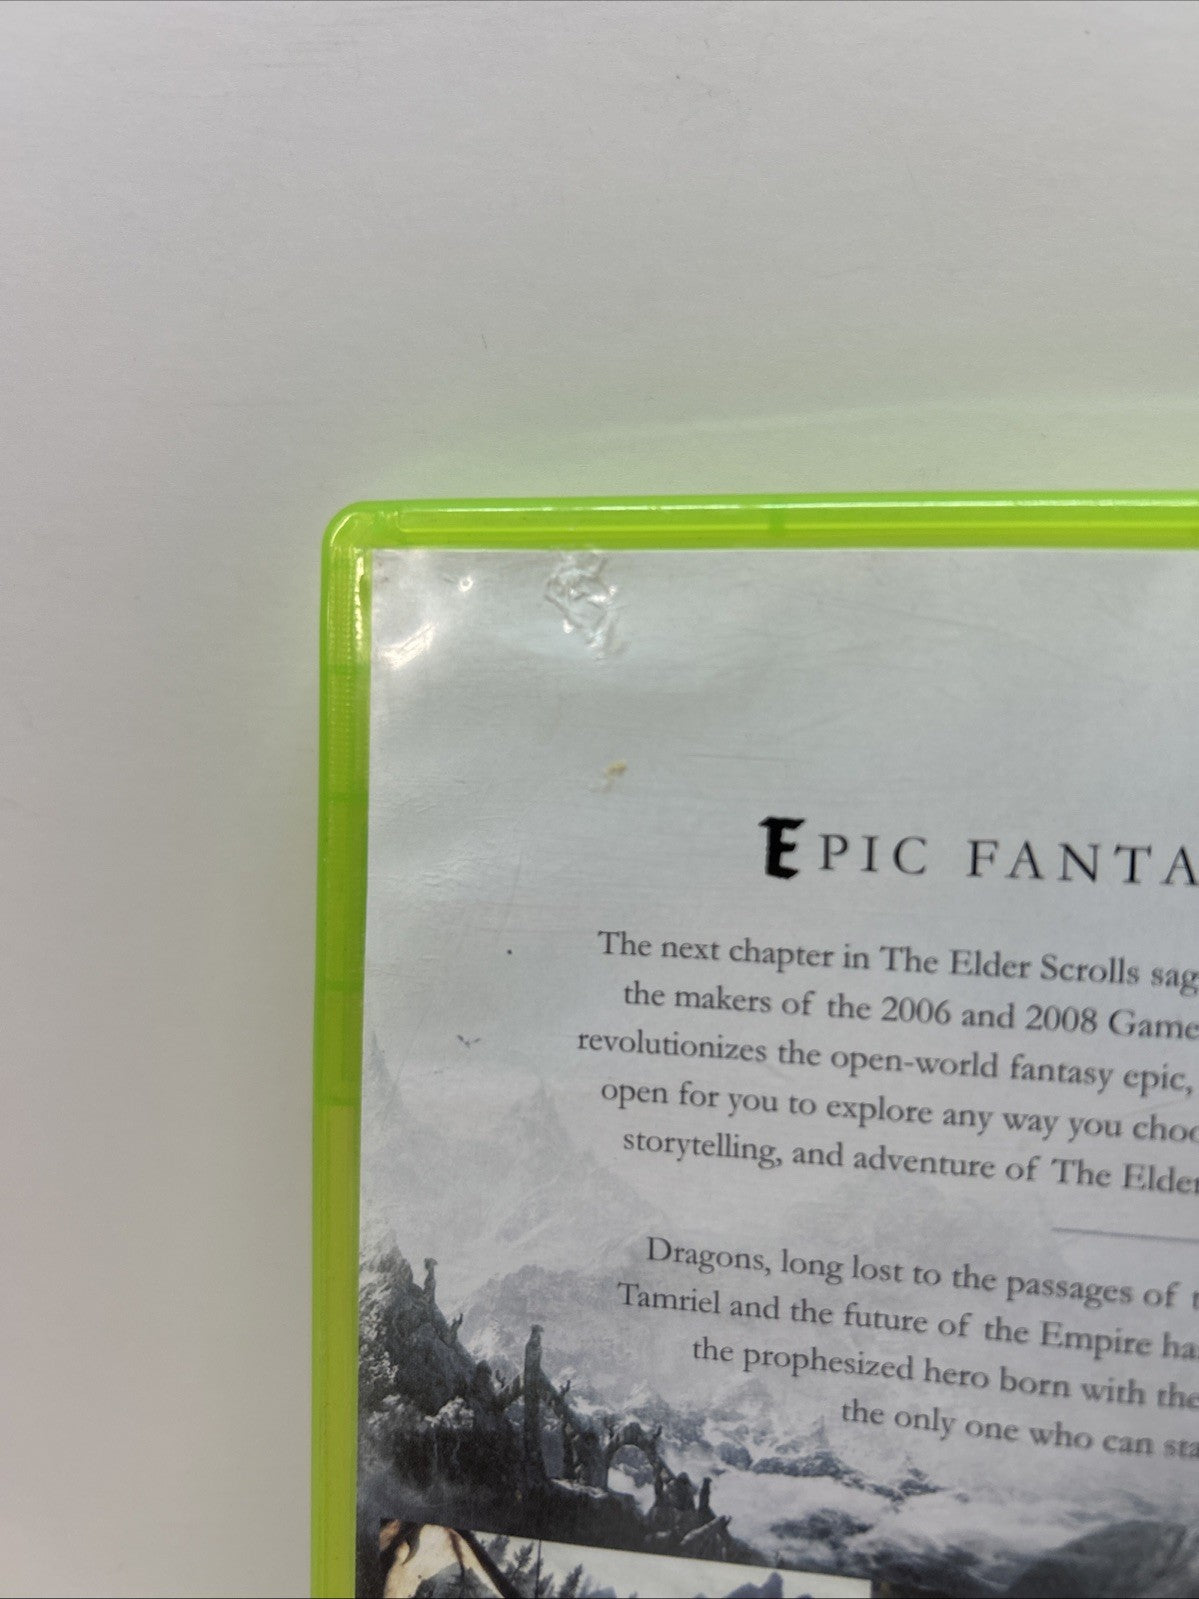 EPIC FANTA
The next chapter in The Elder Scrolls sag
the makers of the 2006 and 2008 Game
revolutionizes the open-world fantasy epic,
open for you to explore any way you choo
storytelling, and adventure of The Elder
Dragons, long lost to the passages of t
Tamriel and the future of the Empire ha
the prophesized hero born with the
the only one who can sta